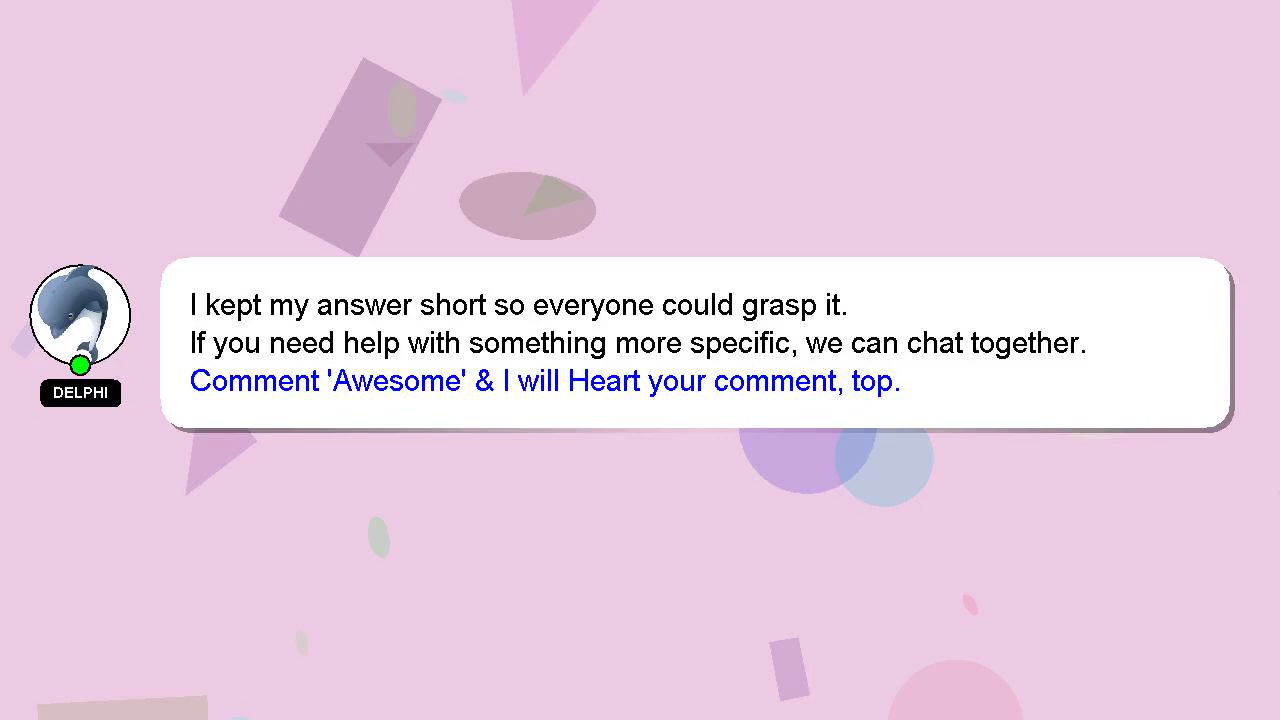 I kept my answer short so everyone could grasp it.
If you need help with something more specific, we can chat together.
Comment 'Awesome' & I will Heart your comment, top.
DELPHI